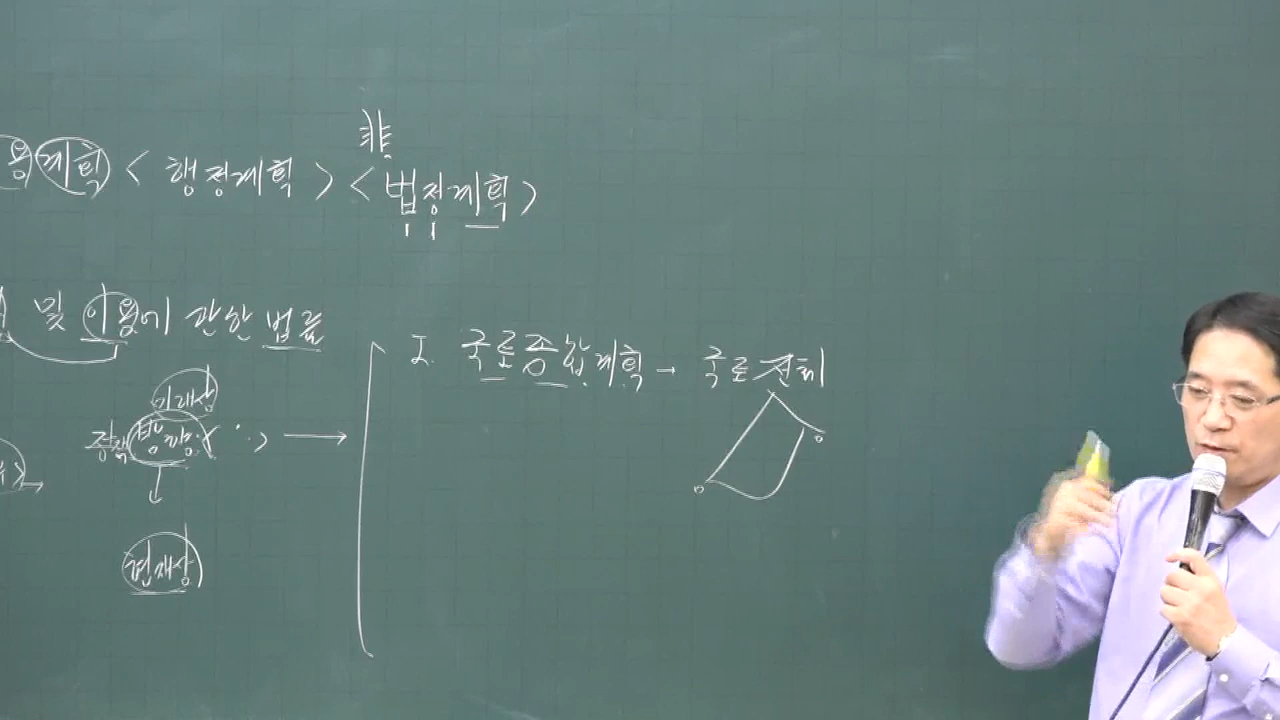 非
용계획 < 행정계획 > < 법정계획 >
및 이용에 관한 법률
I. 국토종합계획 → 국토 전체
미래상
정책방향
현재상